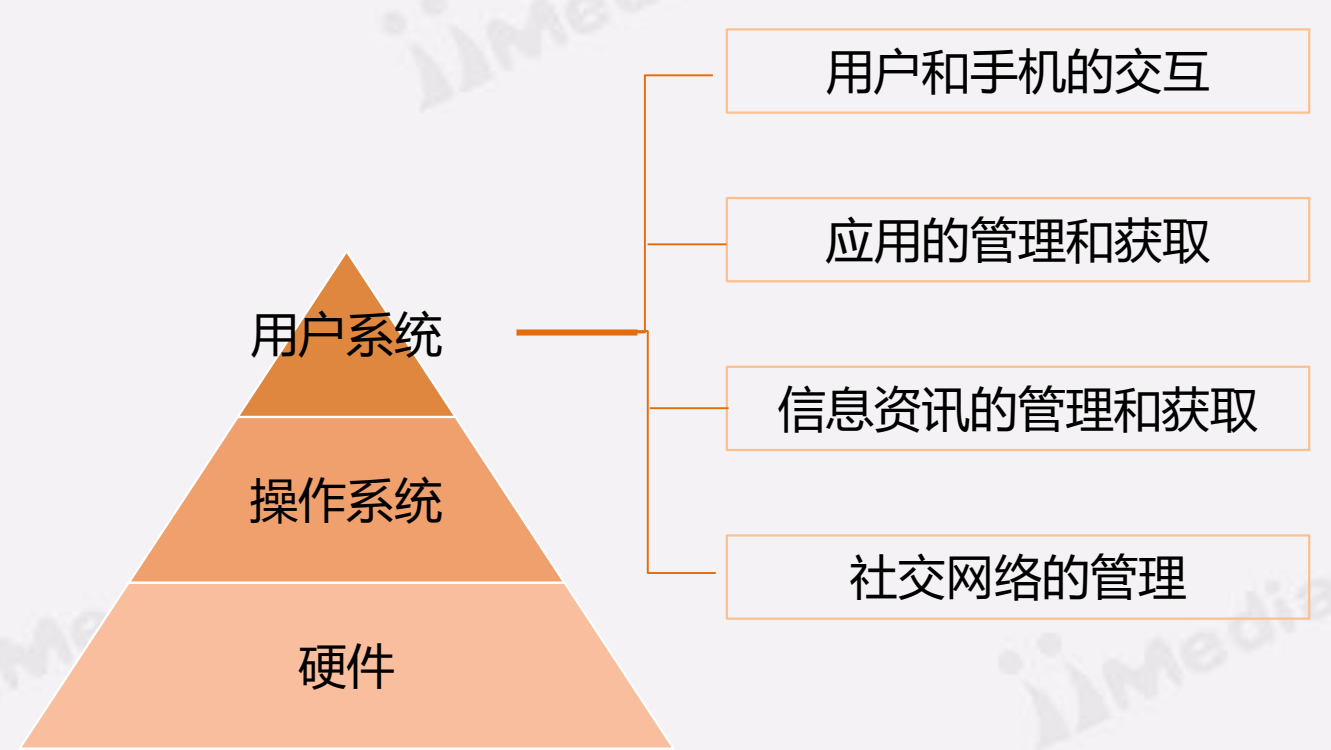 用户和手机的交互
应用的管理和获取
用户系统
信息资讯的管理和获取
操作系统
社交网络的管理
硬件
iiMedia
iiMedia